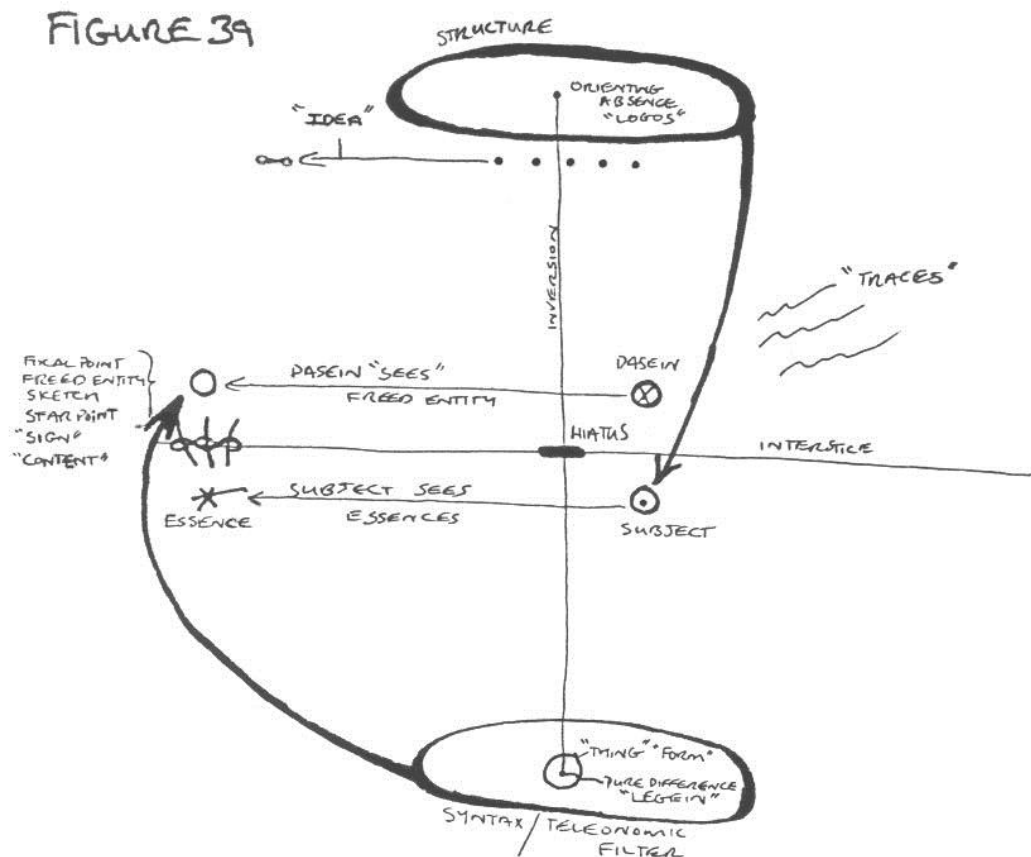 FIGURE 39
STRUCTURE
ORIENTING
ABSENCE
"LOGOS"
"IDEA"
INVERSION
"TRACES"
FIXAL POINT
FREED ENTITY
SKETCH
STAR POINT
"SIGN"
"CONTENT"
DASEIN "SEES"
FREED ENTITY
DASEIN
HIATUS
INTERSTICE
SUBJECT SEES
ESSENCES
ESSENCE
SUBJECT
"THING" "FORM"
PURE DIFFERENCE
"LEGEIN"
SYNTAX / TELEONOMIC
FILTER